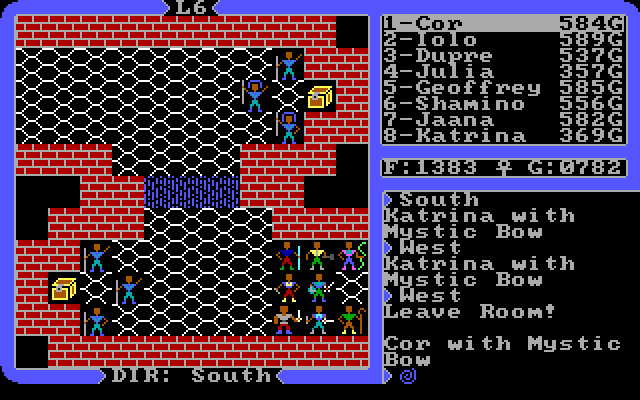 L6
1-Cor 584G
2-Iolo 589G
3-Dupre 537G
4-Julia 357G
5-Geoffrey 585G
6-Shamino 556G
7-Jaana 582G
8-Katrina 369G
F:1383 ♀ G:0782
South
Katrina with
Mystic Bow
West
Katrina with
Mystic Bow
West
Leave Room!
Cor with Mystic
Bow
DIR: South